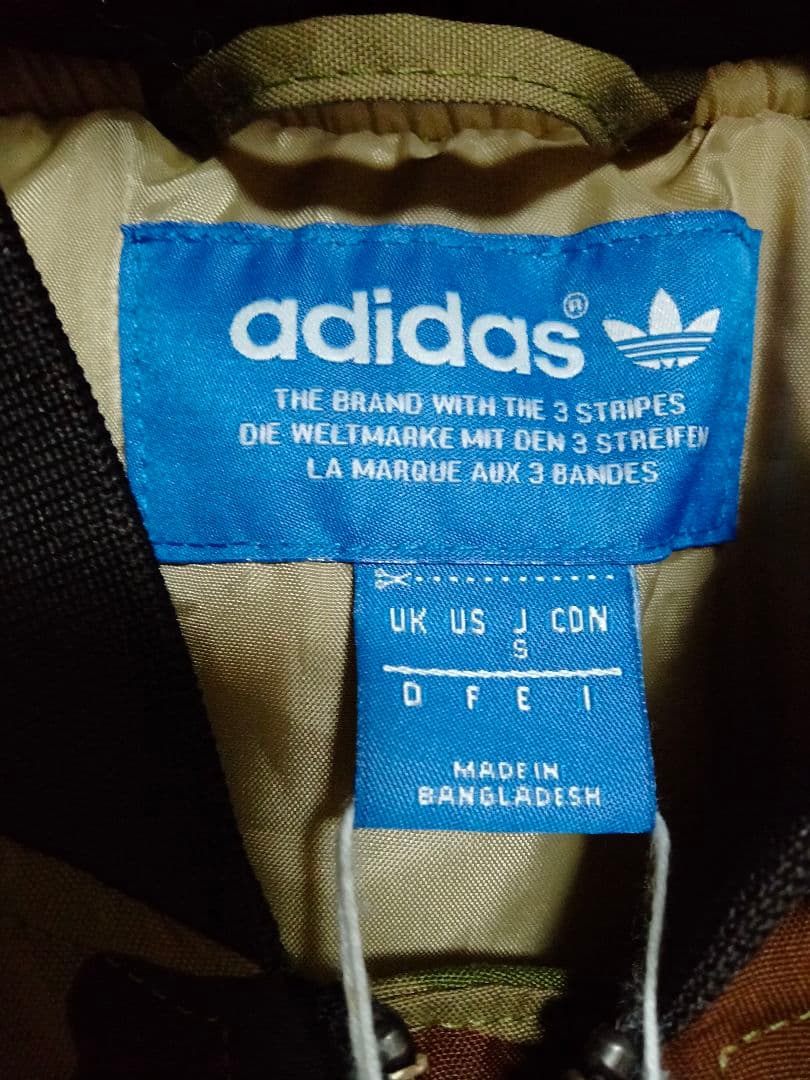 adidas®
THE BRAND WITH THE 3 STRIPES
DIE WELTMARKE MIT DEN 3 STREIFEN
LA MARQUE AUX 3 BANDES
UK US J CDN
S
D F E I
MADE IN
BANGLADESH